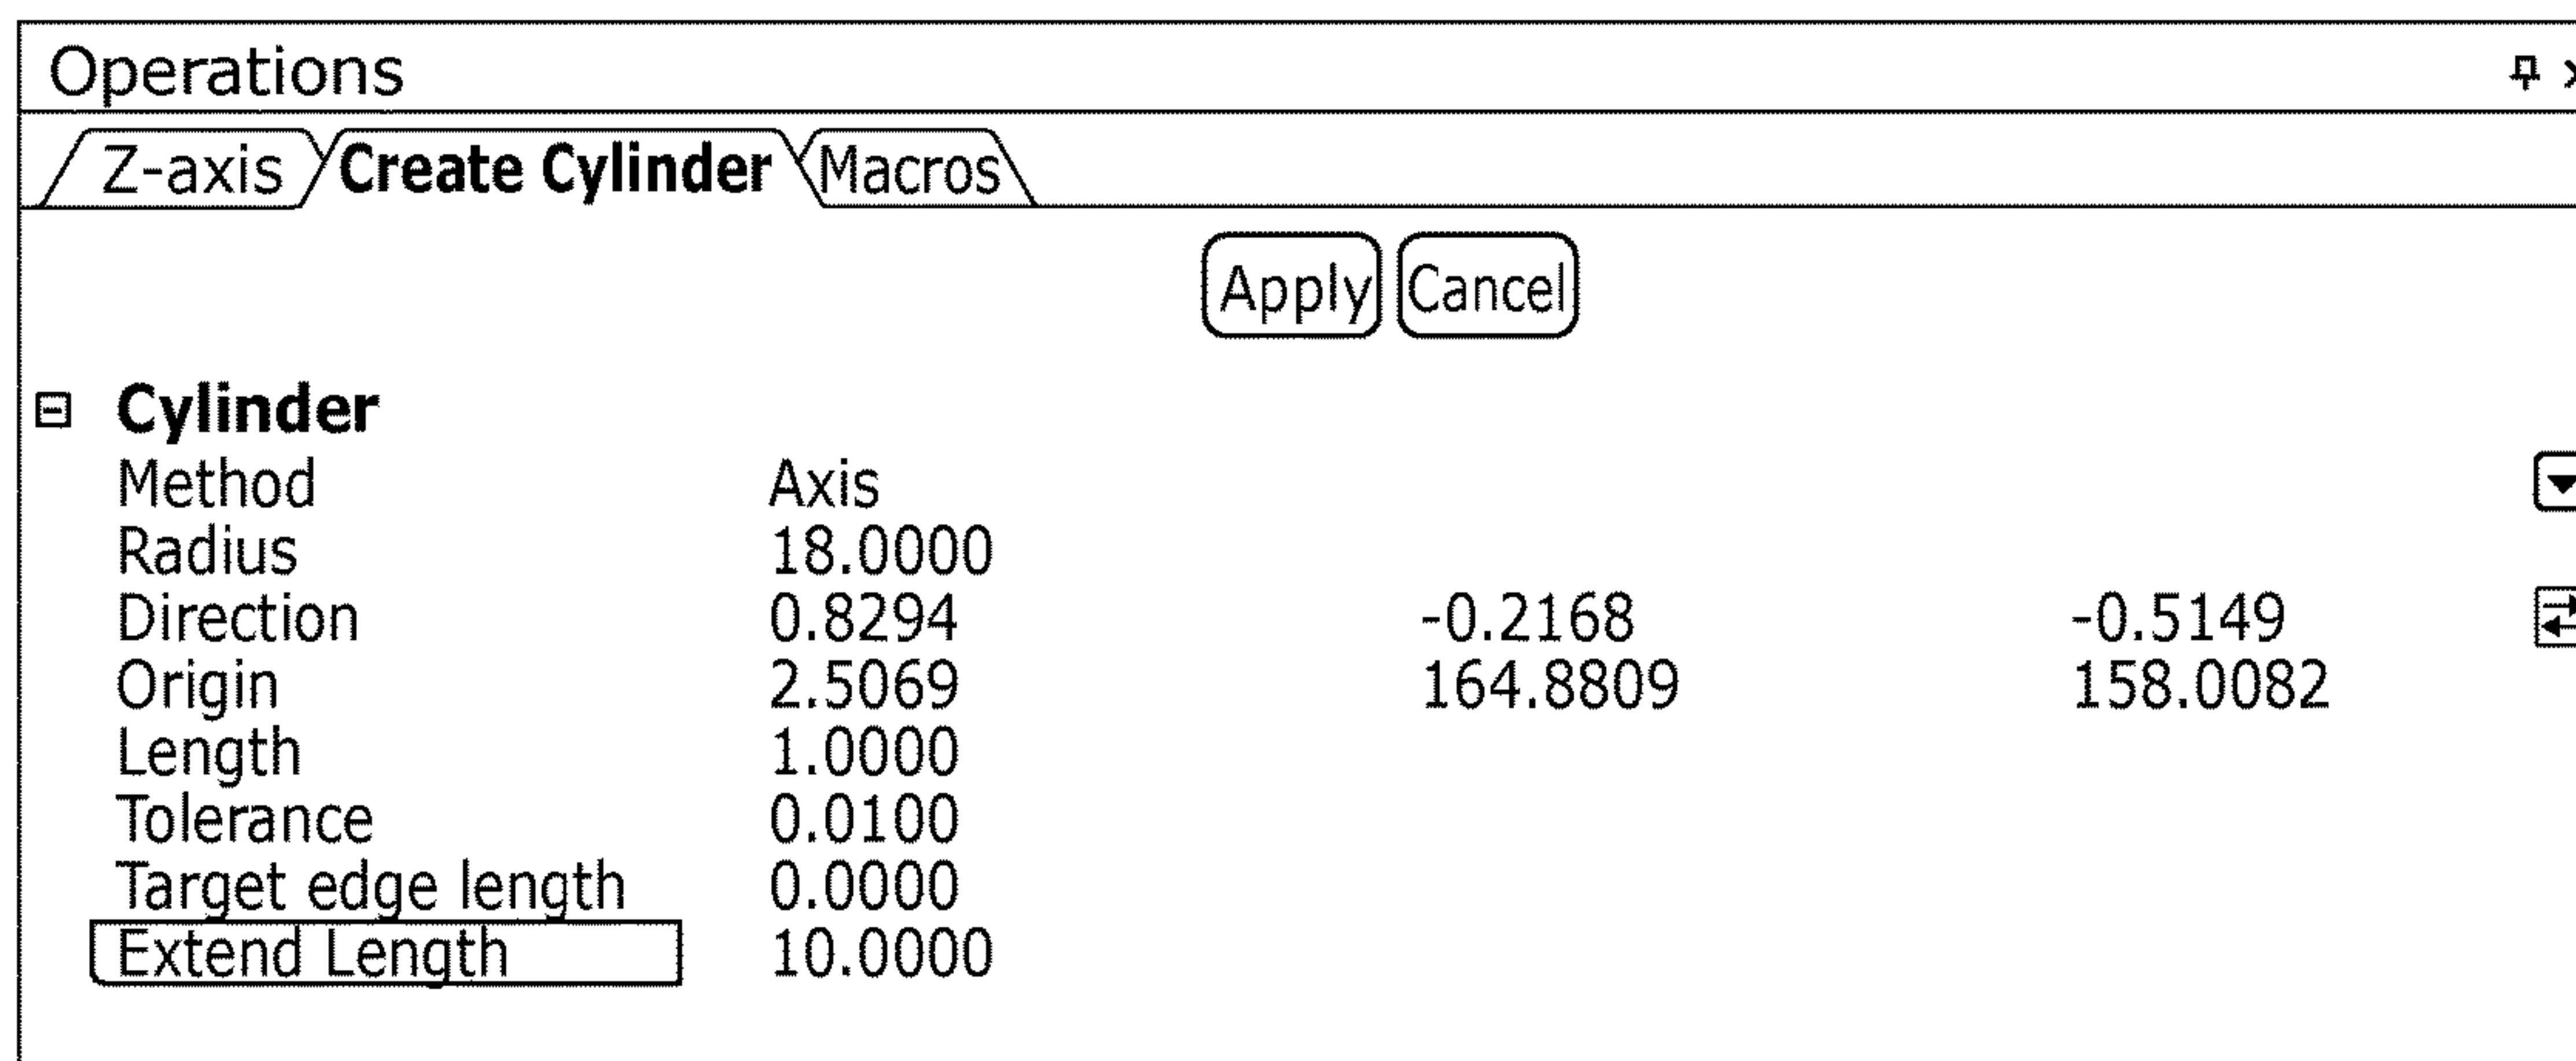 Operations
Z-axis Create Cylinder Macros
Apply Cancel
Cylinder
Method Axis
Radius 18.0000
Direction 0.8294 -0.2168 -0.5149
Origin 2.5069 164.8809 158.0082
Length 1.0000
Tolerance 0.0100
Target edge length 0.0000
Extend Length 10.0000